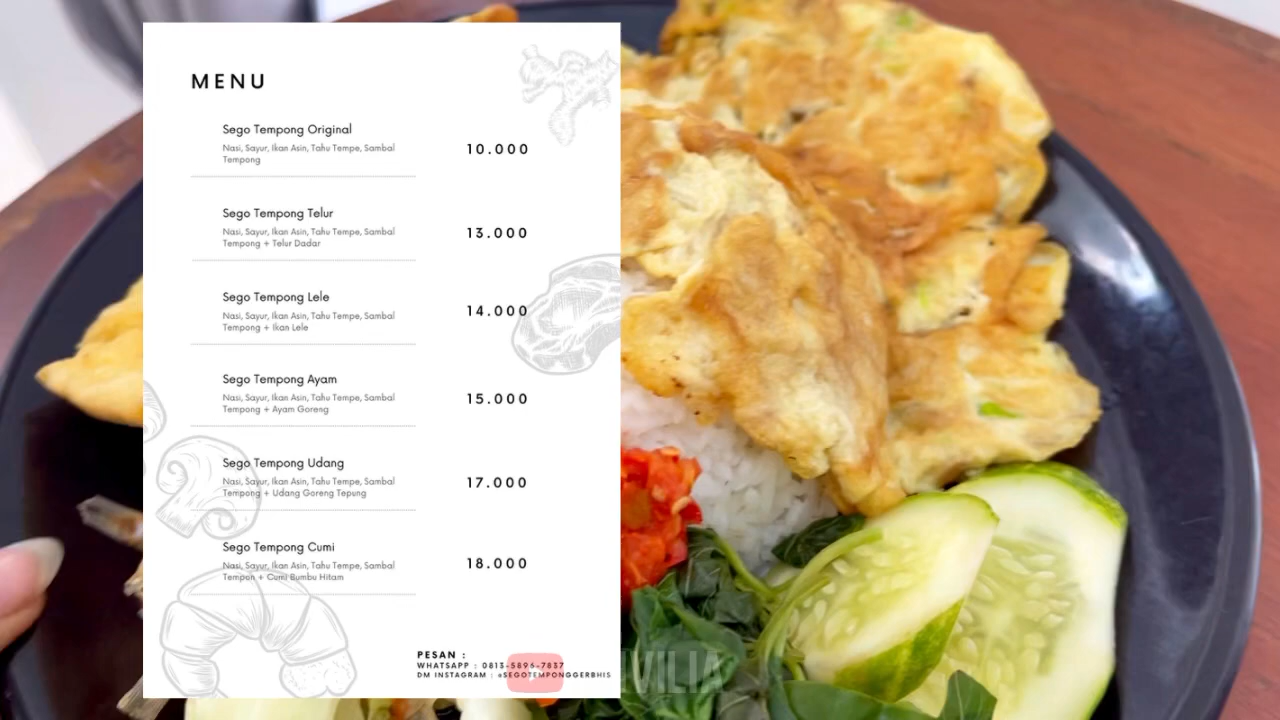 MENU
Sego Tempong Original
Nasi, Sayur, Ikan Asin, Tahu Tempe, Sambal
Tempong
10.000
Sego Tempong Telur
Nasi, Sayur, Ikan Asin, Tahu Tempe, Sambal
Tempong + Telur Dadar
13.000
Sego Tempong Lele
Nasi, Sayur, Ikan Asin, Tahu Tempe, Sambal
Tempong + Ikan Lele
14.000
Sego Tempong Ayam
Nasi, Sayur, Ikan Asin, Tahu Tempe, Sambal
Tempong + Ayam Goreng
15.000
Sego Tempong Udang
Nasi, Sayur, Ikan Asin, Tahu Tempe, Sambal
Tempong + Udang Goreng Tepung
17.000
Sego Tempong Cumi
Nasi, Sayur, Ikan Asin, Tahu Tempe, Sambal
Tempon + Cumi Bumbu Hitam
18.000
PESAN :
WHATSAPP : 0813-5896-7837
DM INSTAGRAM : @SEGOTEMPONGGERBHIS